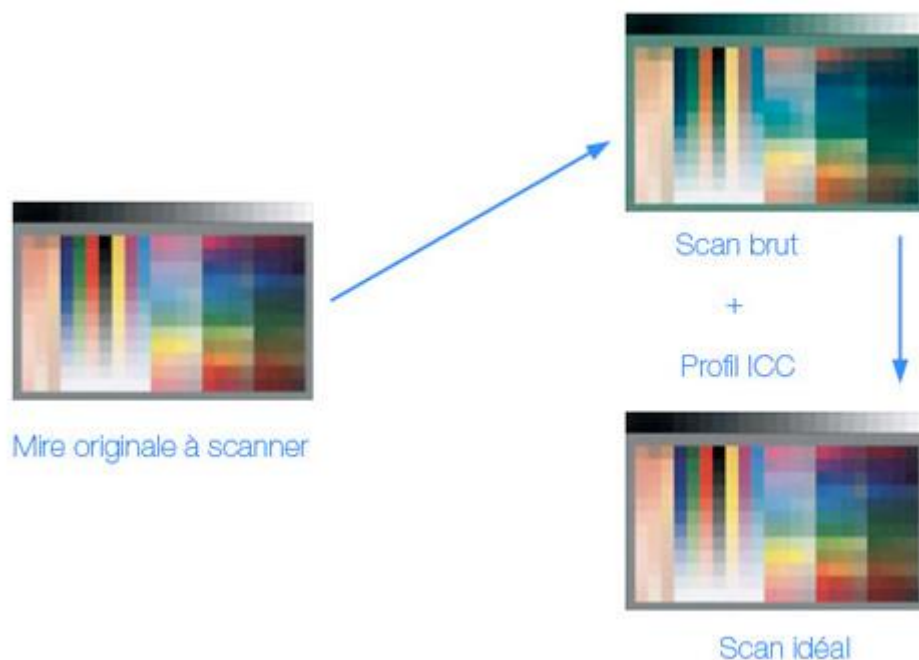 Mire originale à scanner
Scan brut
+
Profil ICC
Scan idéal